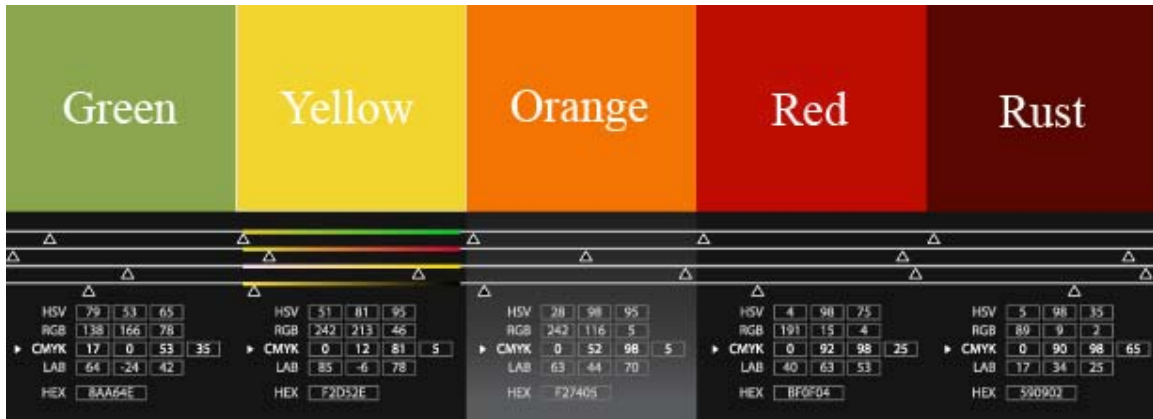 Green Yellow Orange Red Rust
HSV 79 53 65 HSV 51 81 95 HSV 28 98 95 HSV 4 98 75 HSV 5 98 35
RGB 138 166 78 RGB 242 213 46 RGB 242 116 5 RGB 191 15 4 RGB 89 9 2
CMYK 17 0 53 35 CMYK 0 12 81 5 CMYK 0 52 98 5 CMYK 0 92 98 25 CMYK 0 90 98 65
LAB 64 -24 42 LAB 85 -6 78 LAB 63 44 70 LAB 40 63 53 LAB 17 34 25
HEX 8AA64E HEX F2D52E HEX F27405 HEX BF0F04 HEX 590902